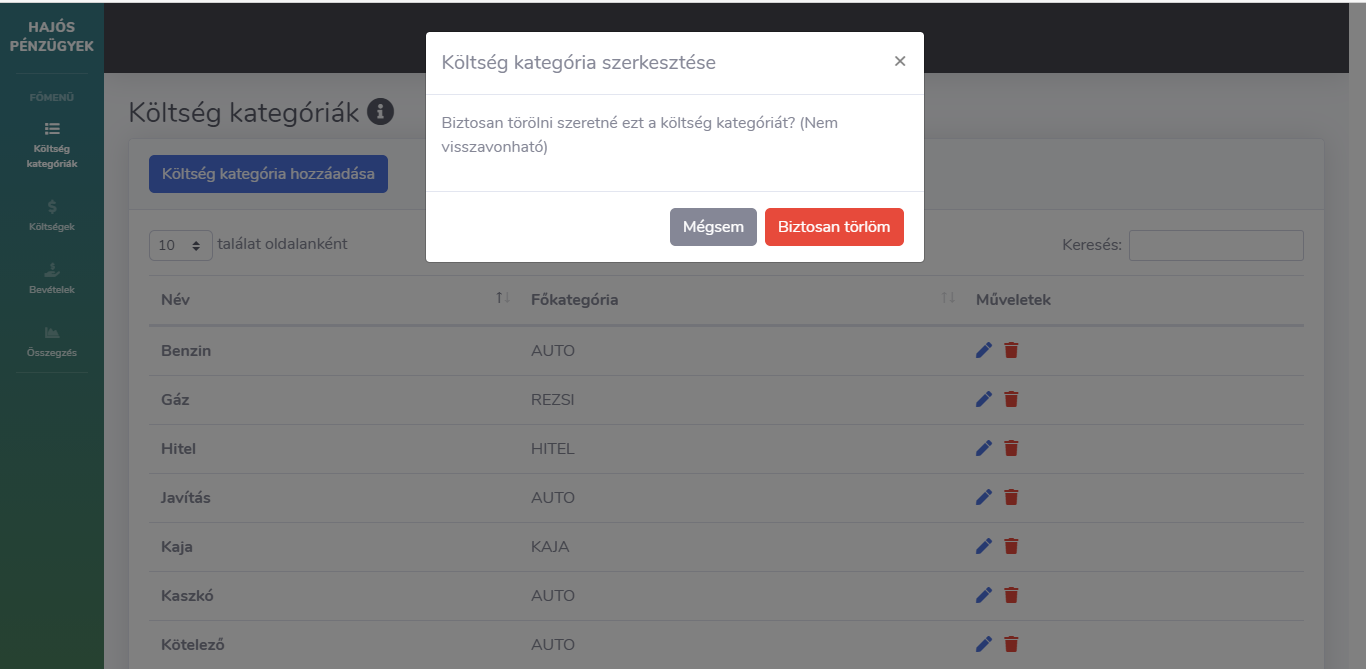 HAJÓS
PÉNZÜGYEK
FŐMENÜ
Költség
kategóriák
Költségek
Bevételek
Összegzés
Költség kategóriák
Költség kategória szerkesztése
×
Biztosan törölni szeretné ezt a költség kategóriát? (Nem
visszavonható)
Mégsem Biztosan törlöm
Költség kategória hozzáadása
10 találat oldalanként
Keresés:
Név Főkategória Műveletek
Benzin AUTO
Gáz REZSI
Hitel HITEL
Javítás AUTO
Kaja KAJA
Kaszkó AUTO
Kötelező AUTO